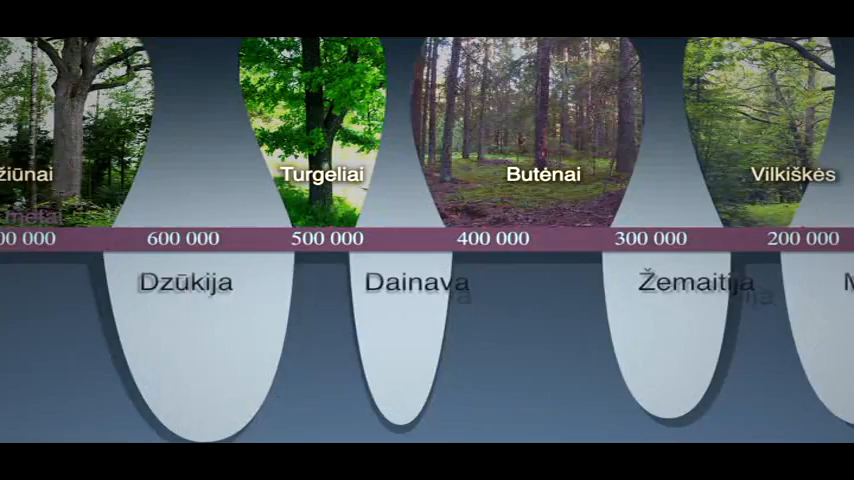 žiūnai Turgeliai Butėnai Vilkiškės
metai
00 000 600 000 500 000 400 000 300 000 200 000
Dzūkija Dainava Žemaitija M